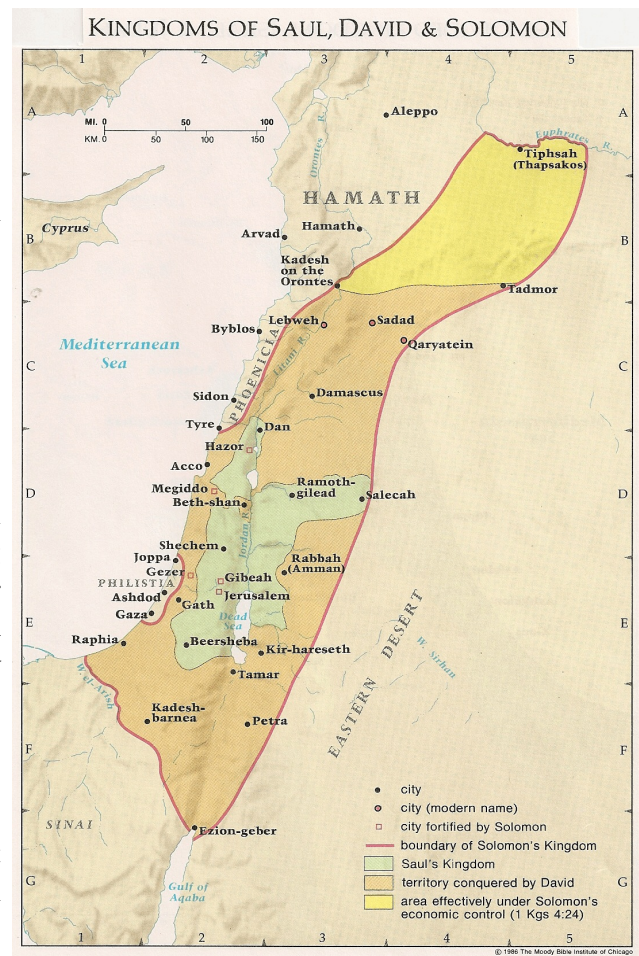 KINGDOMS OF SAUL, DAVID & SOLOMON
1 2 3 4 5
A
A
MI. 0 50 100
KM. 0 50 100 150
Orontes R.
Aleppo
Euphrates R.
Tiphsah
(Thapsakos)
HAMATH
Cyprus
B
B
Arvad
Hamath
Kadesh
on the
Orontes
Tadmor
Lebweh
Sadad
Byblos
Qaryatein
Mediterranean
Sea
C
C
PHOENICIA
Litani R.
Sidon
Damascus
Tyre
Dan
Hazor
Acco
Megiddo
Ramoth-
gilead
D
D
Beth-shan
Salecah
Jordan R.
Shechem
Joppa
Rabbah
(Amman)
Gezer
PHILISTIA
Gibeah
Ashdod
Jerusalem
Gath
Gaza
Dead
Sea
E
E
Raphia
Beersheba
Kir-hareseth
W. Sirhan
EASTERN DESERT
W. el-Arish
Tamar
Kadesh-
barnea
Petra
F
F
SINAI
Ezion-geber
Gulf of
Aqaba
G
G
city
city (modern name)
city fortified by Solomon
boundary of Solomon's Kingdom
Saul's Kingdom
territory conquered by David
area effectively under Solomon's
economic control (1 Kgs 4:24)
1 2 3 4 5
© 1986 The Moody Bible Institute of Chicago